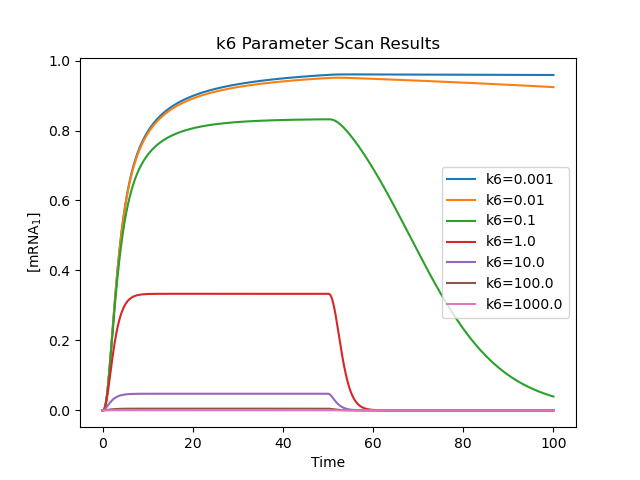 k6 Parameter Scan Results
[mRNA₁]
1.0
0.8
0.6
0.4
0.2
0.0
k6=0.001
k6=0.01
k6=0.1
k6=1.0
k6=10.0
k6=100.0
k6=1000.0
0 20 40 60 80 100
Time